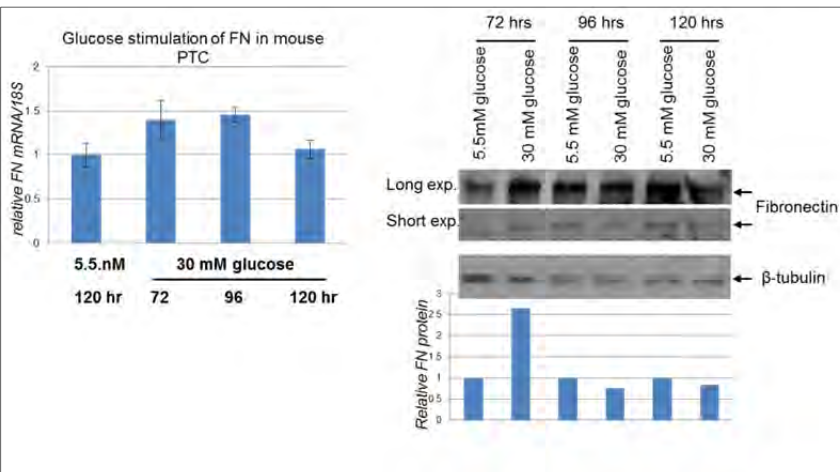 Glucose stimulation of FN in mouse
PTC
relative FN mRNA/18S
2
1.5
1
0.5
0
5.5.nM 30 mM glucose
120 hr 72 96 120 hr
72 hrs 96 hrs 120 hrs
5.5mM glucose
30 mM glucose
5.5 mM glucose
30 mM glucose
5.5 mM glucose
30 mM glucose
Long exp.
Short exp.
Fibronectin
β-tubulin
Relative FN protein
3
2.5
2
1.5
1
0.5
0